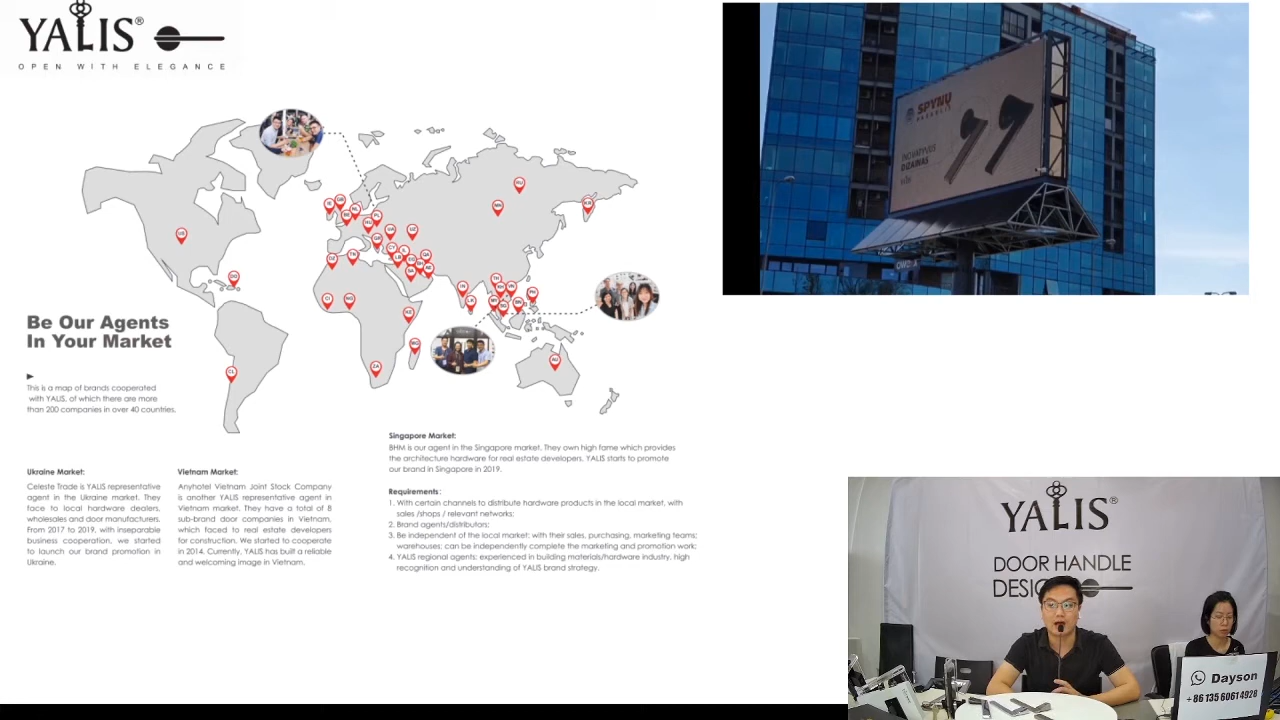 YALIS®
OPEN WITH ELEGANCE
Be Our Agents
In Your Market
This is a map of brands cooperated
with YALIS, of which there are more
than 200 companies in over 40 countries.
Ukraine Market:
Celeste Trade is YALIS representative
agent in the Ukraine market. They
face to local hardware dealers,
wholesales and door manufacturers.
From 2017 to 2019, with inseparable
business cooperation, we started
to launch our brand promotion in
Ukraine.
Vietnam Market:
Anyhotel Vietnam Joint Stock Company
is another YALIS representative agent in
Vietnam market. They have a total of 8
sub-brand door companies in Vietnam,
which faced to real estate developers
for construction. We started to cooperate
in 2014. Currently, YALIS has built a reliable
and welcoming image in Vietnam.
Singapore Market:
BHM is our agent in the Singapore market. They own high fame which provides
the architecture hardware for real estate developers. YALIS starts to promote
our brand in Singapore in 2019.
Requirements:
1. With certain channels to distribute hardware products in the local market, with
sales /shops / relevant networks;
2. Brand agents/distributors;
3. Be independent of the local market; with their sales, purchasing, marketing teams;
warehouses; can be independently complete the marketing and promotion work;
4. YALIS regional agents; experienced in building materials/hardware industry, high
recognition and understanding of YALIS brand strategy.
SPYNŲ
DIZAINAS
YALIS®
DOOR HANDLE
Dayson
+86 135 6061 4928